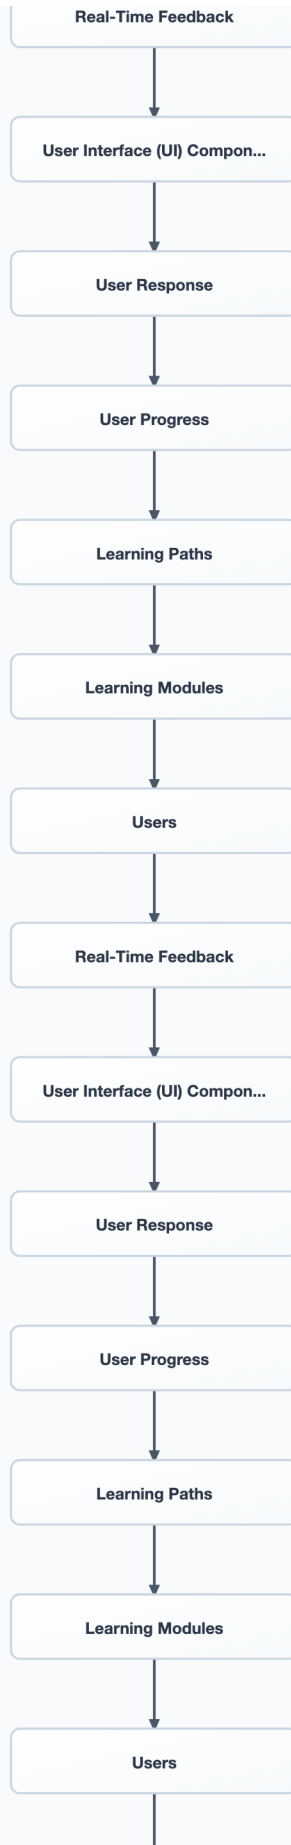 Real-Time Feedback
User Interface (UI) Compon...
User Response
User Progress
Learning Paths
Learning Modules
Users
Real-Time Feedback
User Interface (UI) Compon...
User Response
User Progress
Learning Paths
Learning Modules
Users